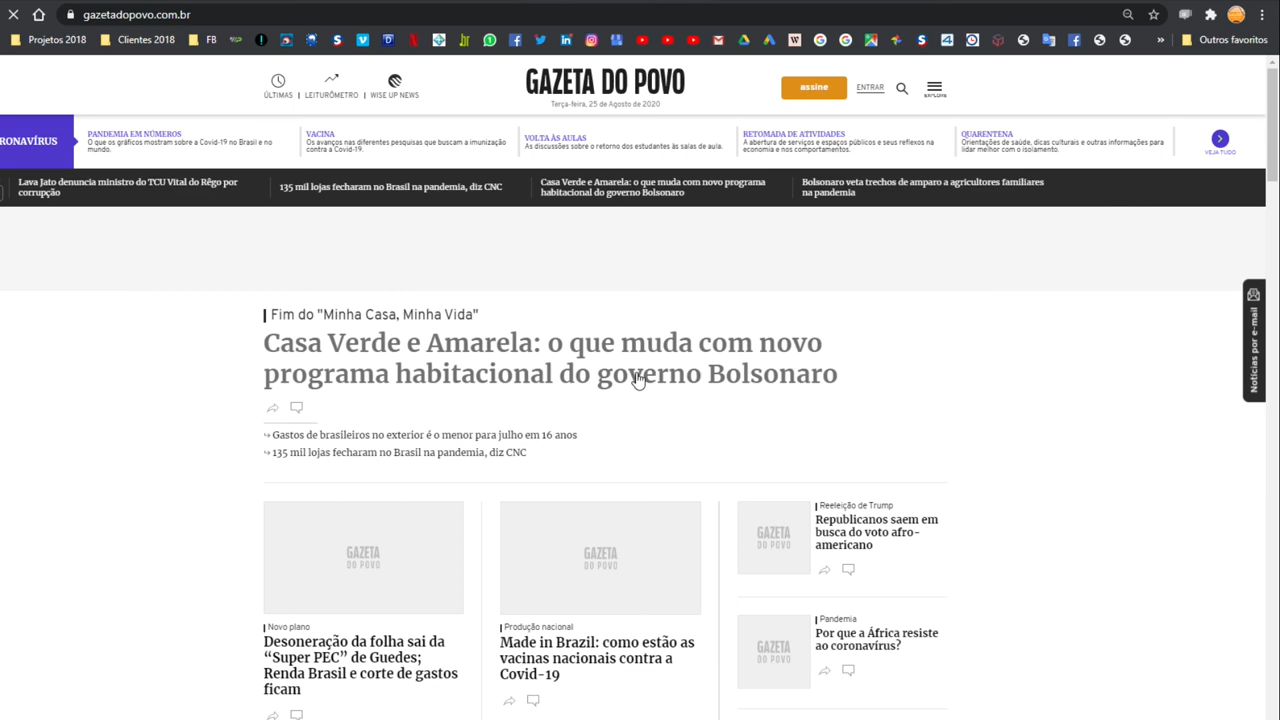 gazetadopovo.com.br
Projetos 2018
Clientes 2018
FB
Outros favoritos
ÚLTIMAS | LEITURÔMETRO | WISE UP NEWS
GAZETA DO POVO
Terça-feira, 25 de Agosto de 2020
assine
ENTRAR
EXPLORE
RONAVÍRUS
PANDEMIA EM NÚMEROS
O que os gráficos mostram sobre a Covid-19 no Brasil e no
mundo.
VACINA
Os avanços nas diferentes pesquisas que buscam a imunização
contra a Covid-19.
VOLTA ÀS AULAS
As discussões sobre o retorno dos estudantes às salas de aula.
RETOMADA DE ATIVIDADES
A abertura de serviços e espaços públicos e seus reflexos na
economia e nos comportamentos.
QUARENTENA
Orientações de saúde, dicas culturais e outras informações para
lidar melhor com o isolamento.
VEJA TUDO
Lava Jato denuncia ministro do TCU Vital do Rêgo por
corrupção
135 mil lojas fecharam no Brasil na pandemia, diz CNC
Casa Verde e Amarela: o que muda com novo programa
habitacional do governo Bolsonaro
Bolsonaro veta trechos de amparo a agricultores familiares
na pandemia
Notícias por e-mail
Fim do "Minha Casa, Minha Vida"
Casa Verde e Amarela: o que muda com novo
programa habitacional do governo Bolsonaro
Gastos de brasileiros no exterior é o menor para julho em 16 anos
135 mil lojas fecharam no Brasil na pandemia, diz CNC
GAZETA
DO POVO
Novo plano
Desoneração da folha sai da
“Super PEC” de Guedes;
Renda Brasil e corte de gastos
ficam
GAZETA
DO POVO
Produção nacional
Made in Brazil: como estão as
vacinas nacionais contra a
Covid-19
GAZETA
DO POVO
Reeleição de Trump
Republicanos saem em
busca do voto afro-
americano
GAZETA
DO POVO
Pandemia
Por que a África resiste
ao coronavírus?